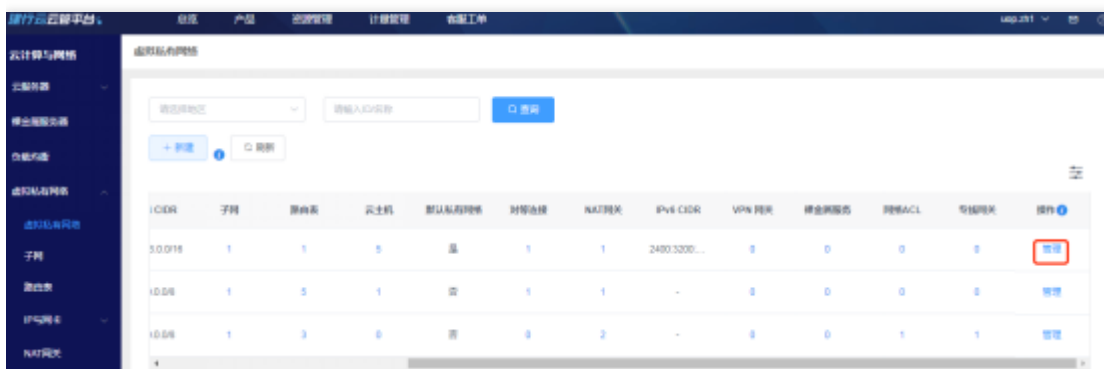 建行云云管平台 总览 产品 资源管理 计量管理 客服工单 usp.zh1
云计算与网络
虚拟私有网络
云服务器
请选择地区 请输入ID/名称 查询
裸金属服务器
+ 新建 刷新
负载均衡
虚拟私有网络
CIDR 子网 路由表 云主机 默认私有网络 对等连接 NAT网关 IPv6 CIDR VPN 网关 裸金属服务 网络ACL 专线网关 操作
虚拟私有网络
子网
1 1 5 是 1 1 2400:3200:... 0 0 0 0 管理
路由表
1 5 1 否 1 1 - 0 0 0 0 管理
IP与网卡
1 3 0 否 0 2 - 0 0 1 1 管理
NAT网关